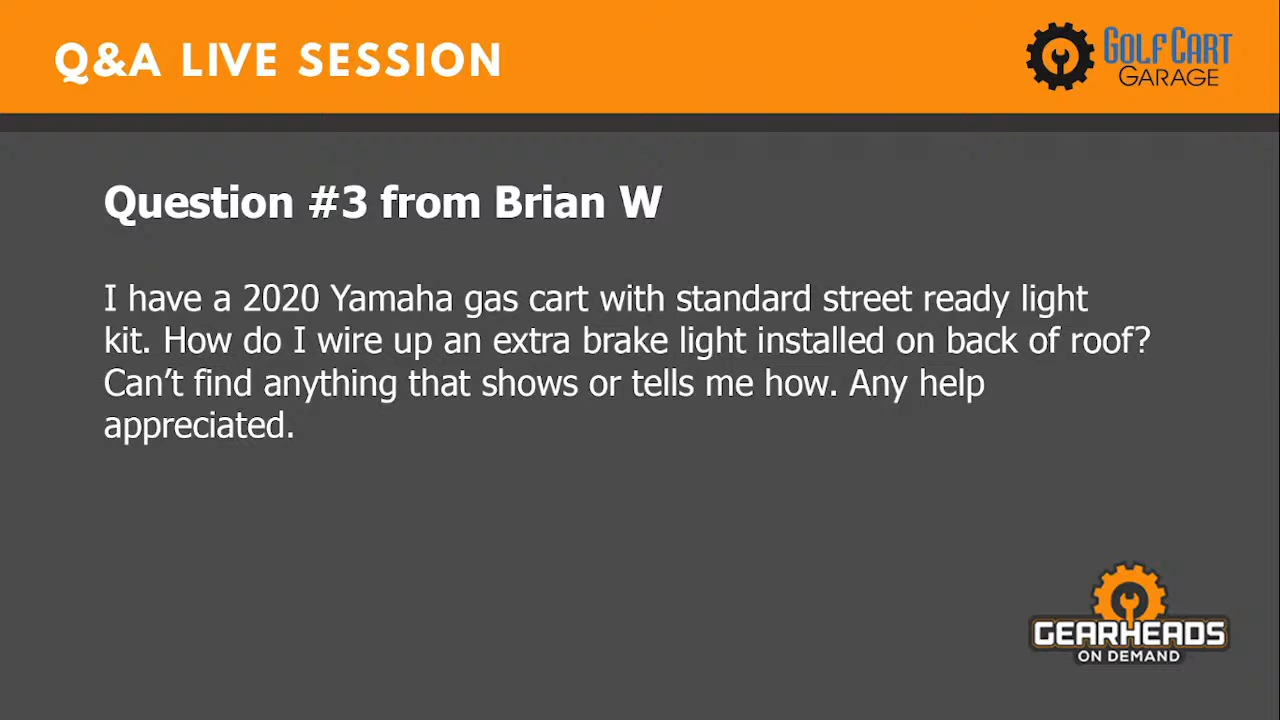 Q&A LIVE SESSION
GOLF CART
GARAGE
Question #3 from Brian W
I have a 2020 Yamaha gas cart with standard street ready light
kit. How do I wire up an extra brake light installed on back of roof?
Can’t find anything that shows or tells me how. Any help
appreciated.
GEARHEADS
ON DEMAND